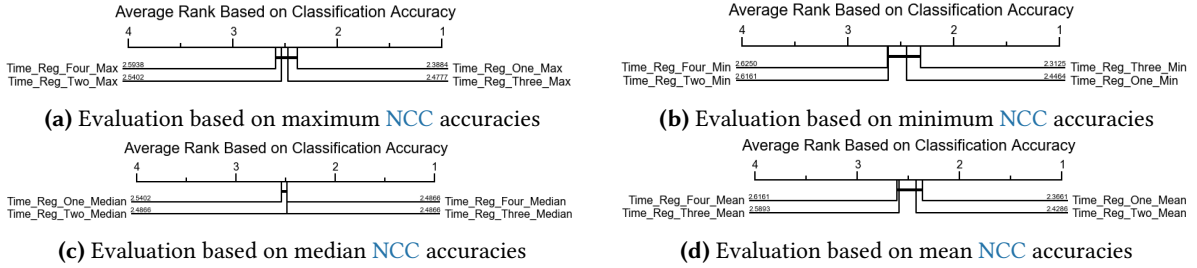 Average Rank Based on Classification Accuracy
4 3 2 1
Time_Reg_Four_Max 2.5938 2.3884 Time_Reg_One_Max
Time_Reg_Two_Max 2.5402 2.4777 Time_Reg_Three_Max
(a) Evaluation based on maximum NCC accuracies
Average Rank Based on Classification Accuracy
4 3 2 1
Time_Reg_Four_Min 2.6250 2.3125 Time_Reg_Three_Min
Time_Reg_Two_Min 2.6161 2.4464 Time_Reg_One_Min
(b) Evaluation based on minimum NCC accuracies
Average Rank Based on Classification Accuracy
4 3 2 1
Time_Reg_One_Median 2.5402 2.4866 Time_Reg_Four_Median
Time_Reg_Two_Median 2.4866 2.4866 Time_Reg_Three_Median
(c) Evaluation based on median NCC accuracies
Average Rank Based on Classification Accuracy
4 3 2 1
Time_Reg_Four_Mean 2.6161 2.3661 Time_Reg_One_Mean
Time_Reg_Three_Mean 2.5893 2.4286 Time_Reg_Two_Mean
(d) Evaluation based on mean NCC accuracies